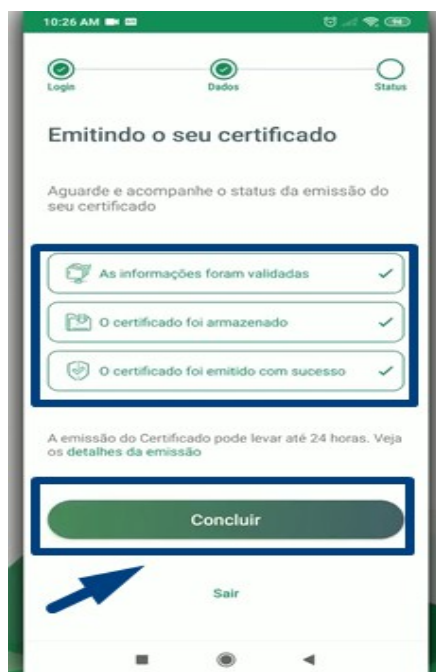 10:26 AM
Login Dados Status
Emitindo o seu certificado
Aguarde e acompanhe o status da emissão do
seu certificado
As informações foram validadas
O certificado foi armazenado
O certificado foi emitido com sucesso
A emissão do Certificado pode levar até 24 horas. Veja
os detalhes da emissão
Concluir
Sair